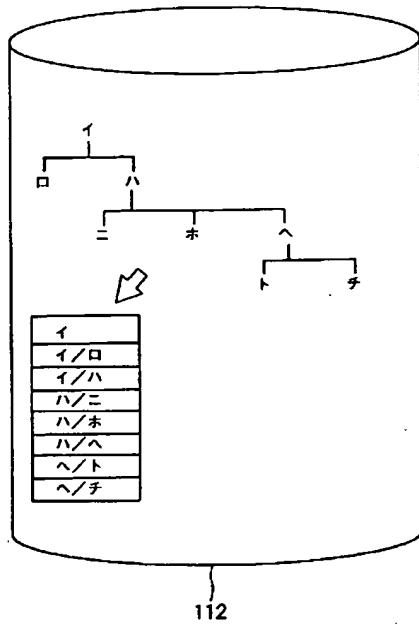 イ
ロ ハ
ニ ホ ヘ
ト チ
イ
イ/ロ
イ/ハ
ハ/ニ
ハ/ホ
ハ/ヘ
ヘ/ト
ヘ/チ
112